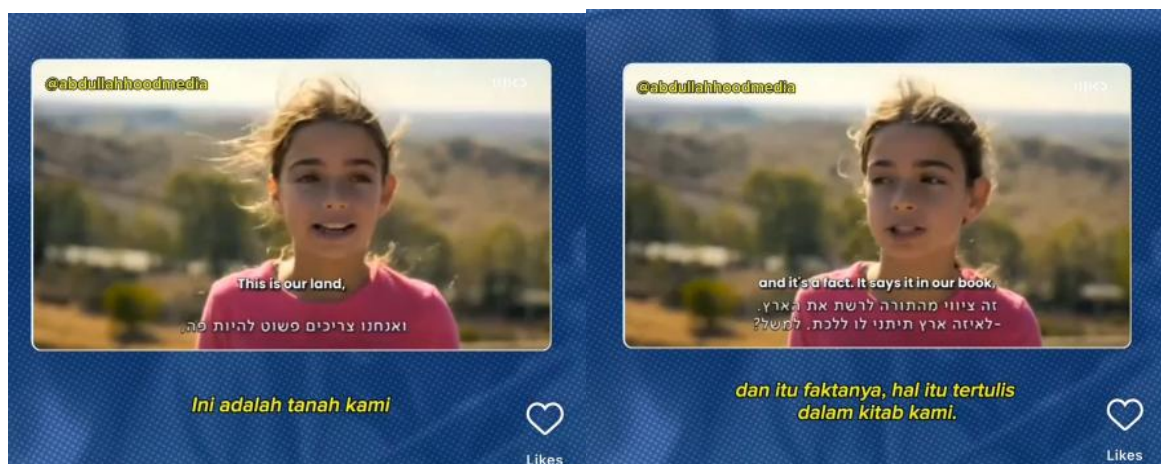 @abdullahhoodmedia
This is our land,
ואנחנו צריכים פשוט להיות פה,
Ini adalah tanah kami
Likes
@abdullahhoodmedia
and it's a fact. It says it in our book,
זה ציווי מהתורה לרשת את הארץ.
-לאיזה ארץ תיתני לו ללכת, למשל?
dan itu faktanya, hal itu tertulis
dalam kitab kami.
Likes